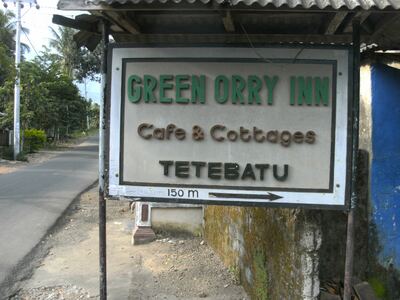 GREEN ORRY INN
Cafe & Cottages
TETEBATU
150 m